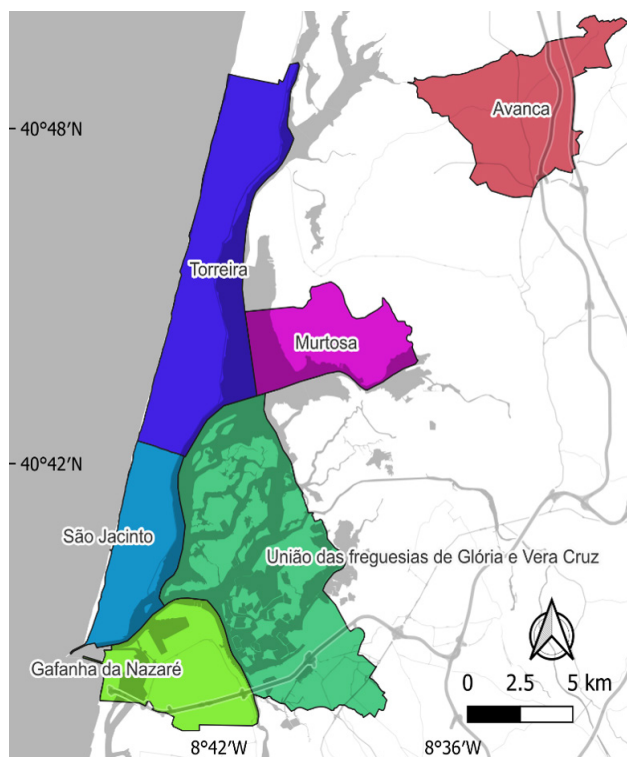 40°48'N
Avanca
Torreira
Murtosa
40°42'N
São Jacinto
União das freguesias de Glória e Vera Cruz
Gafanha da Nazaré
0 2.5 5 km
8°42'W 8°36'W